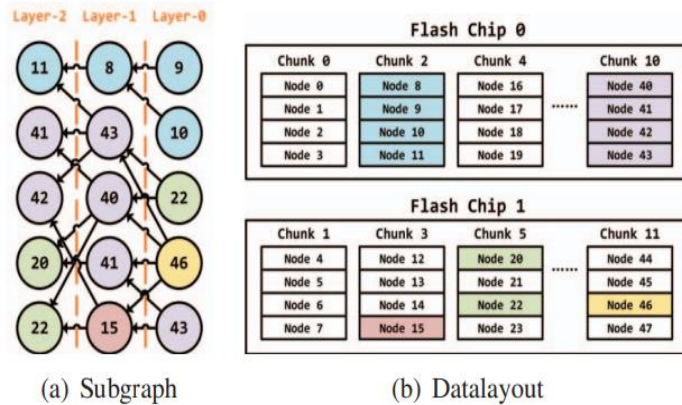 Layer-2 Layer-1 Layer-0
11 8 9
41 43 10
42 40 22
20 41 46
22 15 43
(a) Subgraph
Flash Chip 0
Chunk 0 Chunk 2 Chunk 4 Chunk 10
Node 0 Node 8 Node 16 Node 40
Node 1 Node 9 Node 17 ...... Node 41
Node 2 Node 10 Node 18 Node 42
Node 3 Node 11 Node 19 Node 43
Flash Chip 1
Chunk 1 Chunk 3 Chunk 5 Chunk 11
Node 4 Node 12 Node 20 Node 44
Node 5 Node 13 Node 21 ...... Node 45
Node 6 Node 14 Node 22 Node 46
Node 7 Node 15 Node 23 Node 47
(b) Datalayout